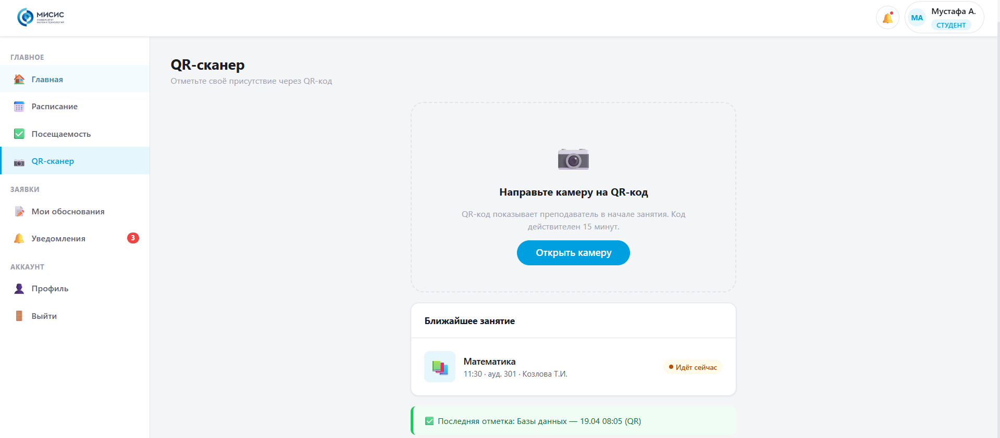 МИСИС
УНИВЕРСИТЕТ
НАУКИ И ТЕХНОЛОГИЙ
МА
Мустафа А.
СТУДЕНТ
ГЛАВНОЕ
Главная
Расписание
Посещаемость
QR-сканер
ЗАЯВКИ
Мои обоснования
Уведомления
3
АККАУНТ
Профиль
Выйти
QR-сканер
Отметьте своё присутствие через QR-код
Направьте камеру на QR-код
QR-код показывает преподаватель в начале занятия. Код
действителен 15 минут.
Открыть камеру
Ближайшее занятие
Математика
11:30 · ауд. 301 · Козлова Т.И.
Идёт сейчас
Последняя отметка: Базы данных — 19.04 08:05 (QR)